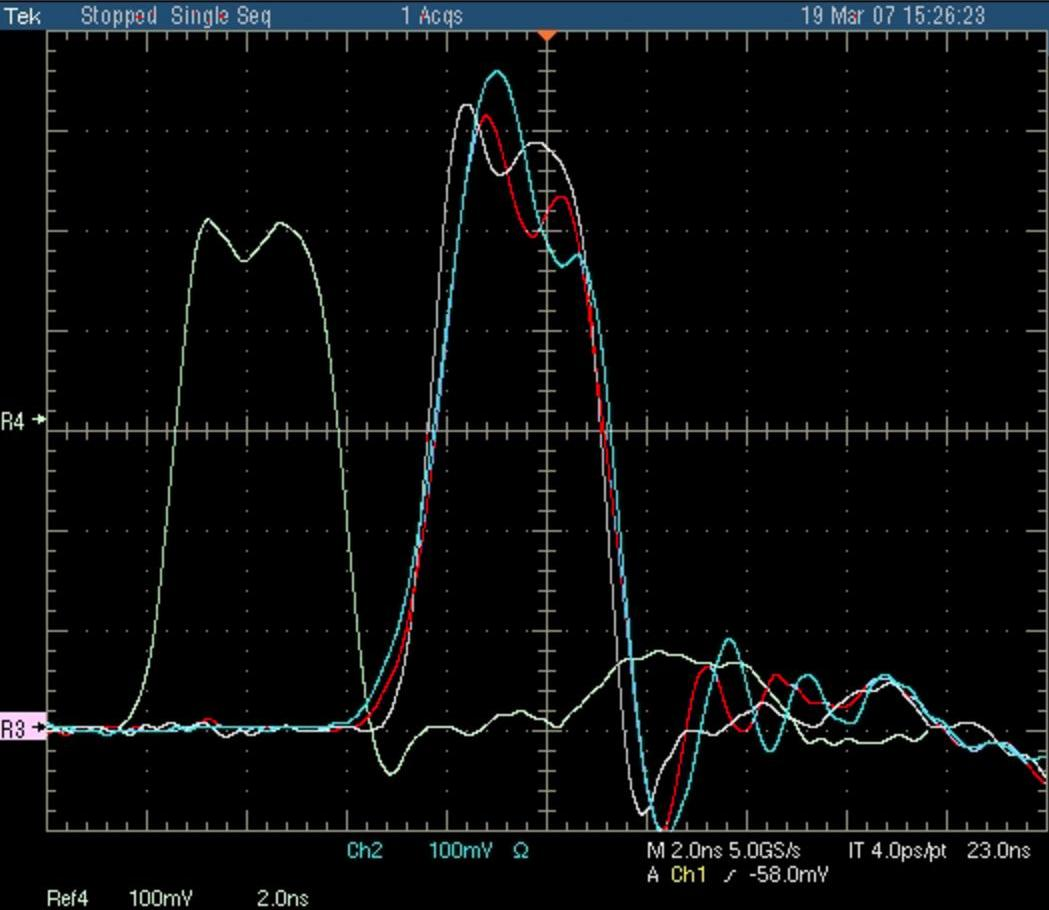 Tek Stopped Single Seq 1 Acqs 19 Mar 07 15:26:23
R4
R3
Ch2 100mV Ω M 2.0ns 5.0GS/s IT 4.0ps/pt 23.0ns
A Ch1 -58.0mV
Ref4 100mV 2.0ns